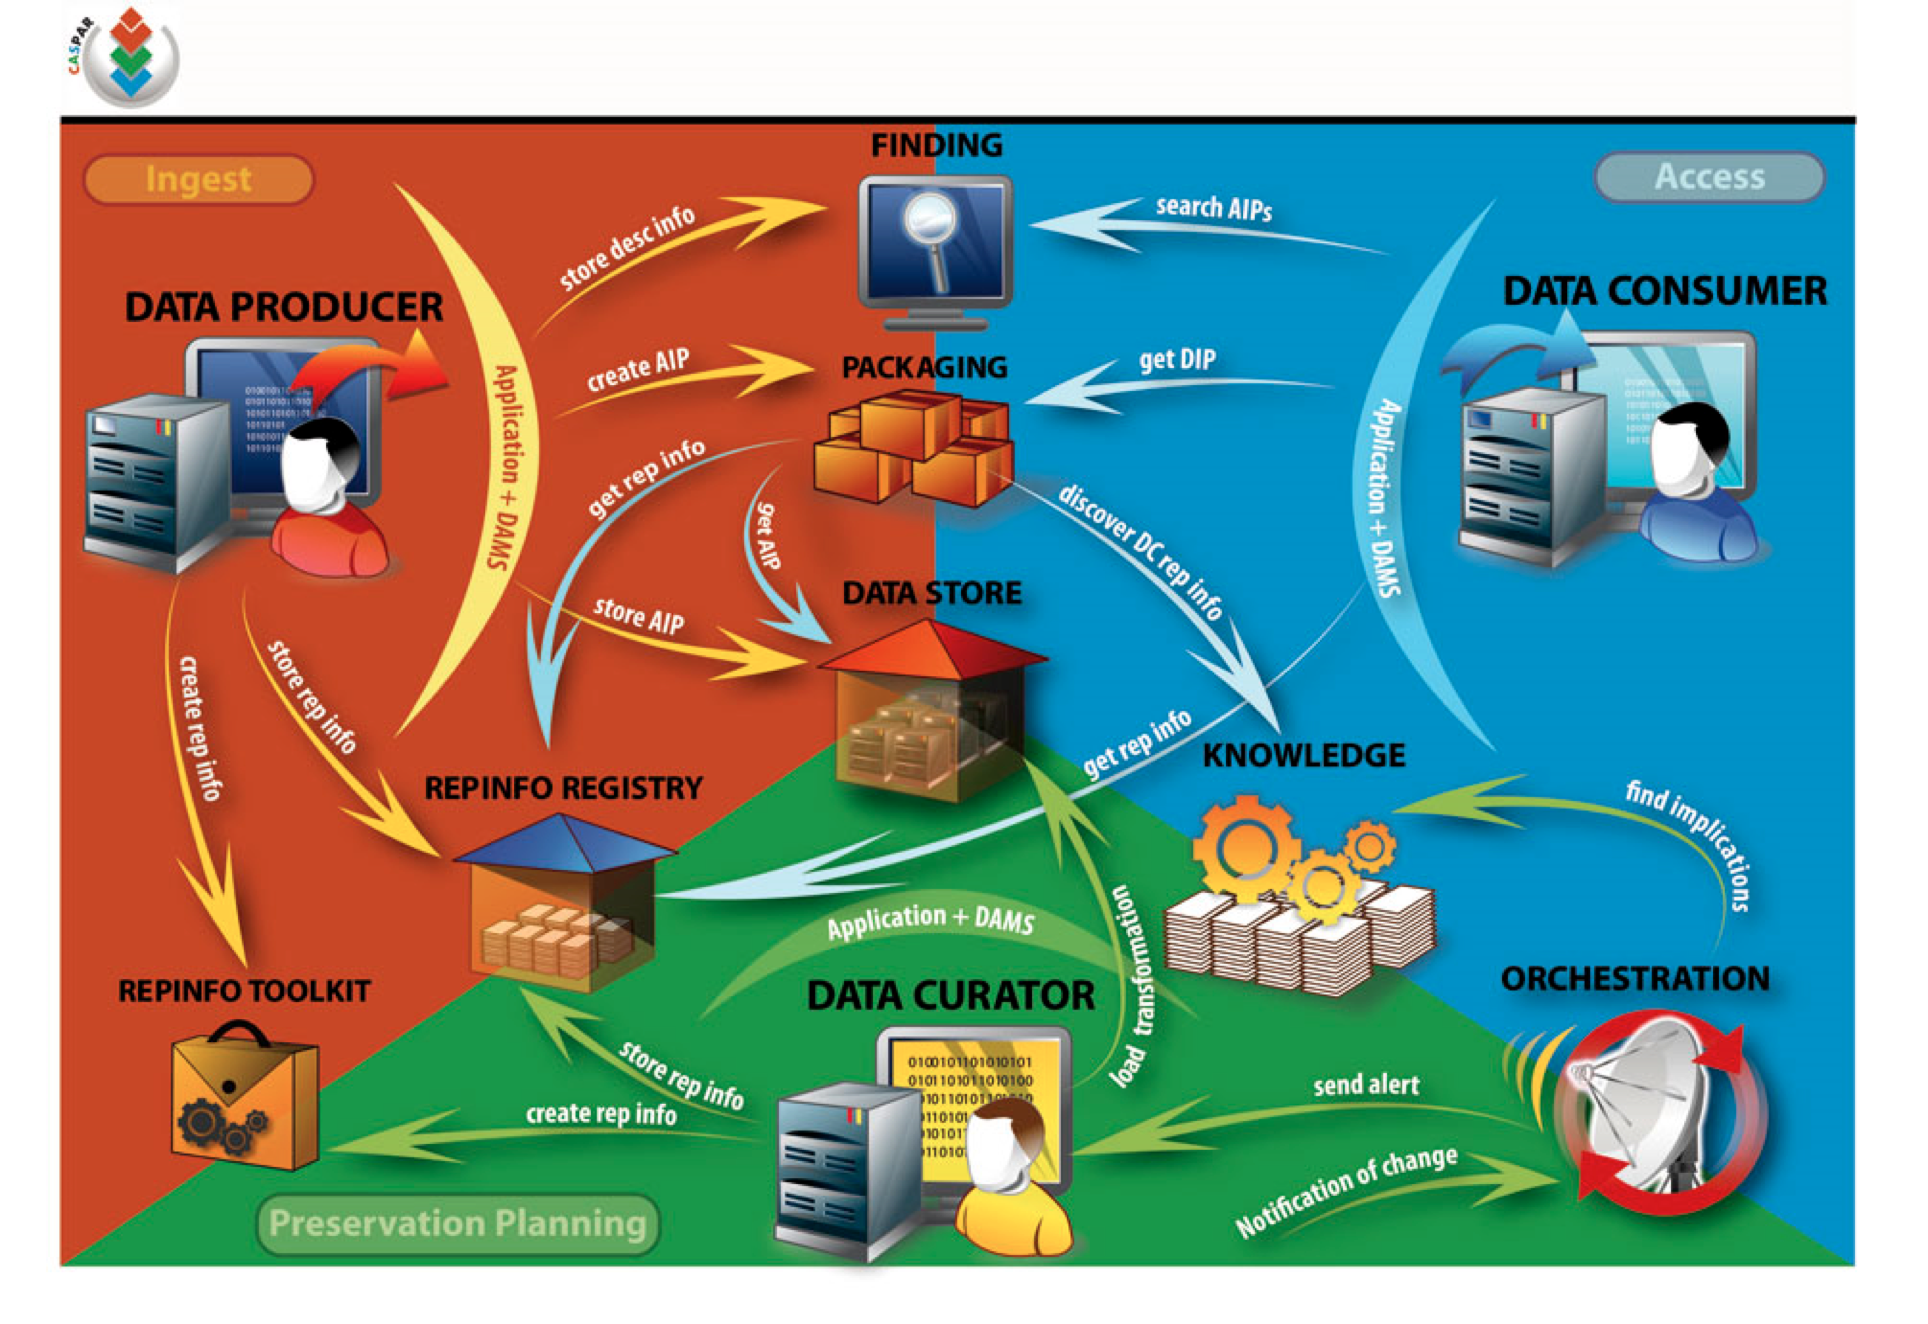 CASPAR
Ingest
Access
FINDING
store desc info
search AIPs
DATA PRODUCER
DATA CONSUMER
Application + DAMS
create AIP
PACKAGING
get DIP
Application + DAMS
get rep info
get AIP
discover DC rep info
DATA STORE
store AIP
create rep info
store rep info
get rep info
KNOWLEDGE
REPINFO REGISTRY
find implications
Application + DAMS
load transformation
REPINFO TOOLKIT
DATA CURATOR
ORCHESTRATION
0100101101010101
0101101011010100
store rep info
create rep info
send alert
Notification of change
Preservation Planning